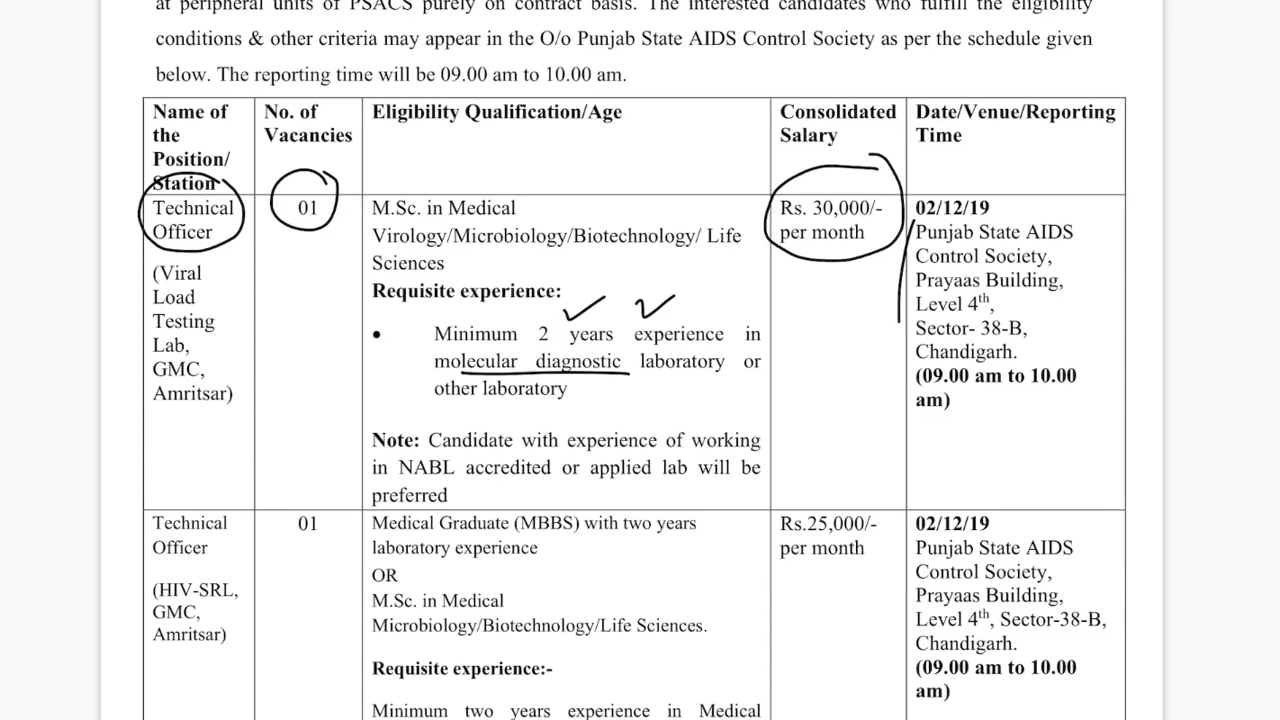 at peripheral units of PSACS purely on contract basis. The interested candidates who fulfill the eligibility
conditions & other criteria may appear in the O/o Punjab State AIDS Control Society as per the schedule given
below. The reporting time will be 09.00 am to 10.00 am.
Name of
the
Position/
Station
No. of
Vacancies
Eligibility Qualification/Age
Consolidated
Salary
Date/Venue/Reporting
Time
Technical
Officer
(Viral
Load
Testing
Lab,
GMC,
Amritsar)
01
M.Sc. in Medical
Virology/Microbiology/Biotechnology/ Life
Sciences
Requisite experience:
• Minimum 2 years experience in
molecular diagnostic laboratory or
other laboratory
Note: Candidate with experience of working
in NABL accredited or applied lab will be
preferred
Rs. 30,000/-
per month
02/12/19
Punjab State AIDS
Control Society,
Prayaas Building,
Level 4th,
Sector- 38-B,
Chandigarh.
(09.00 am to 10.00
am)
Technical
Officer
(HIV-SRL,
GMC,
Amritsar)
01
Medical Graduate (MBBS) with two years
laboratory experience
OR
M.Sc. in Medical
Microbiology/Biotechnology/Life Sciences.
Requisite experience:-
Minimum two years experience in Medical
Rs.25,000/-
per month
02/12/19
Punjab State AIDS
Control Society,
Prayaas Building,
Level 4th, Sector-38-B,
Chandigarh.
(09.00 am to 10.00
am)